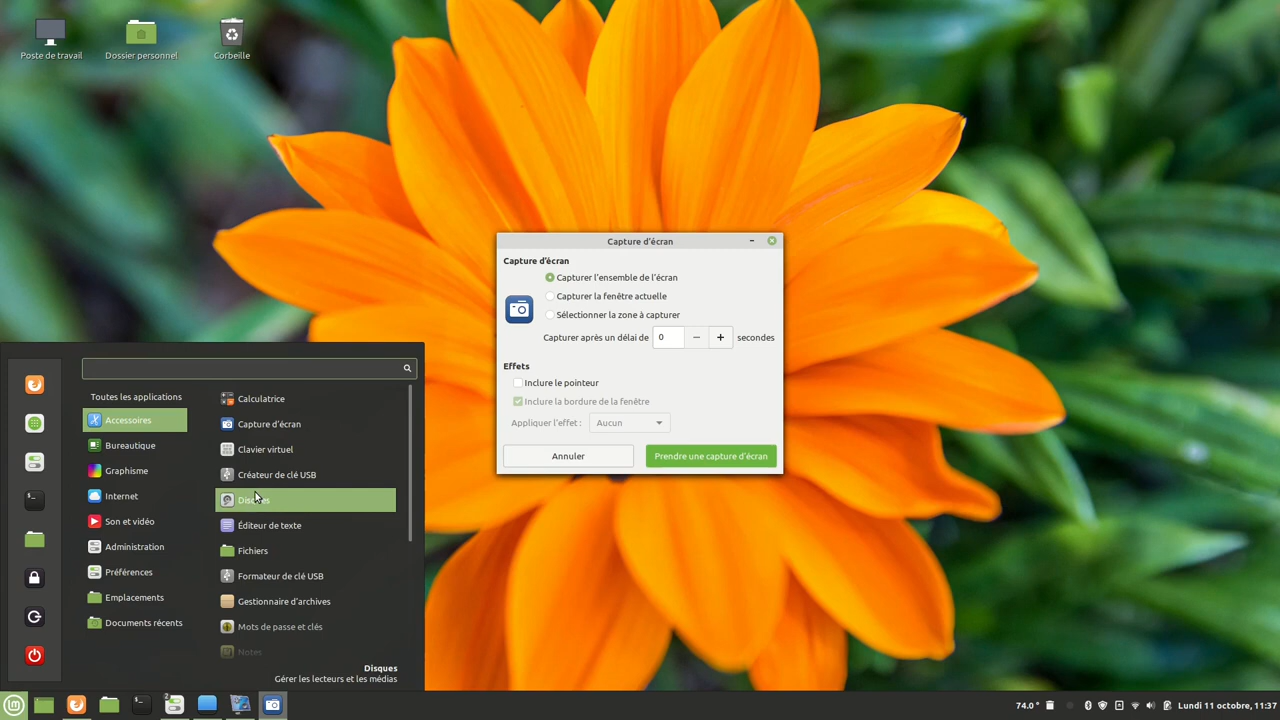 Poste de travail
Dossier personnel
Corbeille
Capture d'écran
Capture d'écran
Capturer l'ensemble de l'écran
Capturer la fenêtre actuelle
Sélectionner la zone à capturer
Capturer après un délai de 0 secondes
Effets
Inclure le pointeur
Inclure la bordure de la fenêtre
Appliquer l'effet : Aucun
Annuler
Prendre une capture d'écran
Toutes les applications
Accessoires
Bureautique
Graphisme
Internet
Son et vidéo
Administration
Préférences
Emplacements
Documents récents
Calculatrice
Capture d'écran
Clavier virtuel
Créateur de clé USB
Disques
Éditeur de texte
Fichiers
Formateur de clé USB
Gestionnaire d'archives
Mots de passe et clés
Notes
Disques
Gérer les lecteurs et les médias
2
74.0 °
Lundi 11 octobre, 11:37